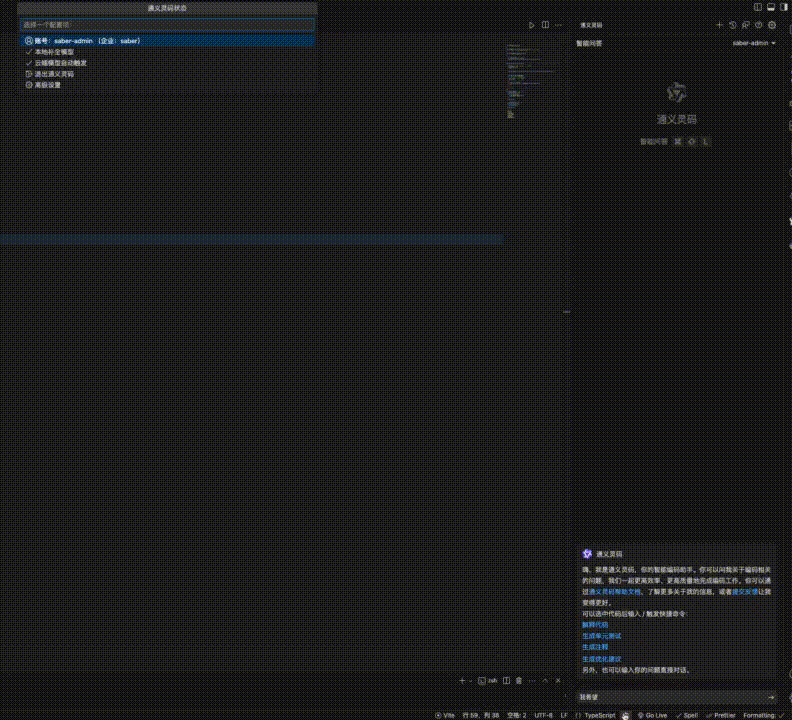 通义灵码状态
选择一个配置项
账号：saber-admin （企业：saber）
本地补全模型
云端模型自动触发
退出通义灵码
高级设置
通义灵码
智能问答
saber-admin
通义灵码
智能问答 ⌘ ⇧ L
通义灵码
嗨，我是通义灵码，你的智能编码助手。你可以问我关于编码相关
的问题，我们一起更高效率、更高质量地完成编码工作。你可以通
过通义灵码帮助文档，了解更多关于我的信息，或者提交反馈让我
变得更好。
可以选中代码后输入 / 触发快捷命令：
解释代码
生成单元测试
生成注释
生成优化建议
另外，也可以输入你的问题直接对话。
zsh
我希望
Vite 行 59，列 38 空格: 2 UTF-8 LF {} TypeScript Go Live Spell Prettier Formatting: